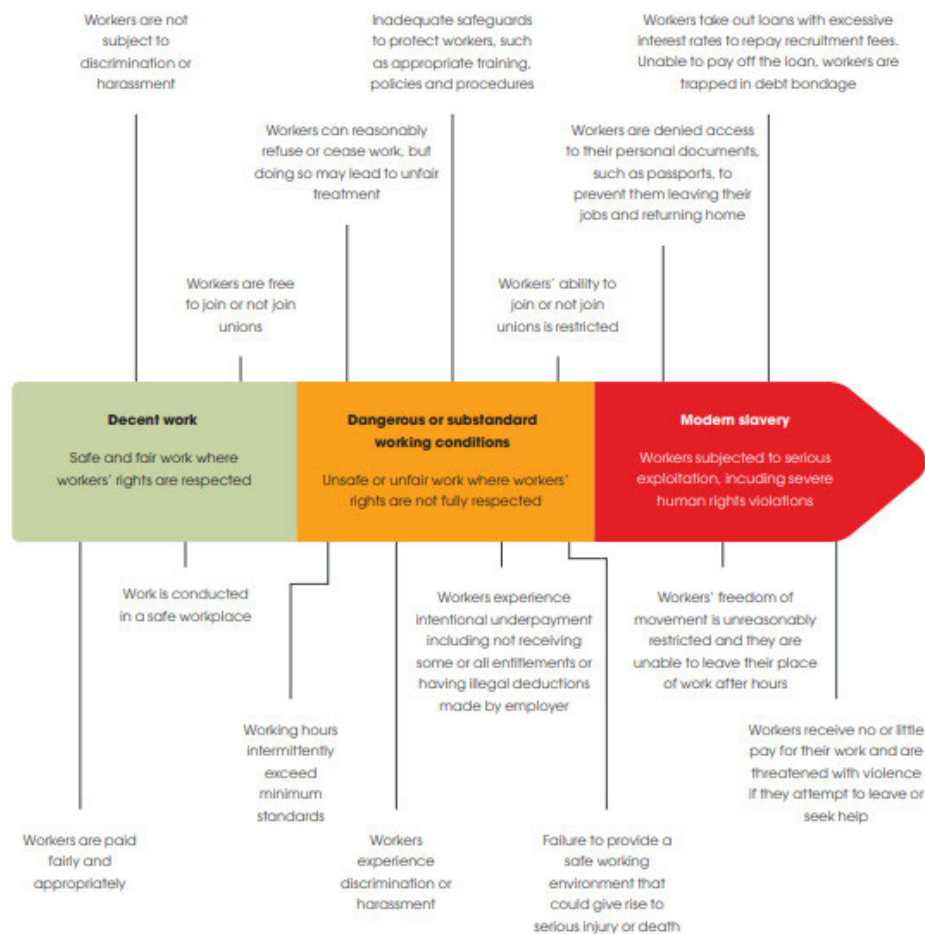 Workers are not
subject to
discrimination or
harassment
Inadequate safeguards
to protect workers, such
as appropriate training,
policies and procedures
Workers take out loans with excessive
interest rates to repay recruitment fees.
Unable to pay off the loan, workers are
trapped in debt bondage
Workers can reasonably
refuse or cease work, but
doing so may lead to unfair
treatment
Workers are denied access
to their personal documents,
such as passports, to
prevent them leaving their
jobs and returning home
Workers are free
to join or not join
unions
Workers' ability to
join or not join
unions is restricted
Decent work
Safe and fair work where
workers' rights are respected
Dangerous or substandard
working conditions
Unsafe or unfair work where workers'
rights are not fully respected
Modern slavery
Workers subjected to serious
exploitation, incuding severe
human rights violations
Work is conducted
in a safe workplace
Workers experience
intentional underpayment
including not receiving
some or all entitlements or
having illegal deductions
made by employer
Workers' freedom of
movement is unreasonably
restricted and they are
unable to leave their place
of work after hours
Working hours
intermittently
exceed
minimum
standards
Workers receive no or little
pay for their work and are
threatened with violence
if they attempt to leave or
seek help
Workers are paid
fairly and
appropriately
Workers
experience
discrimination or
harassment
Failure to provide a
safe working
environment that
could give rise to
serious injury or death